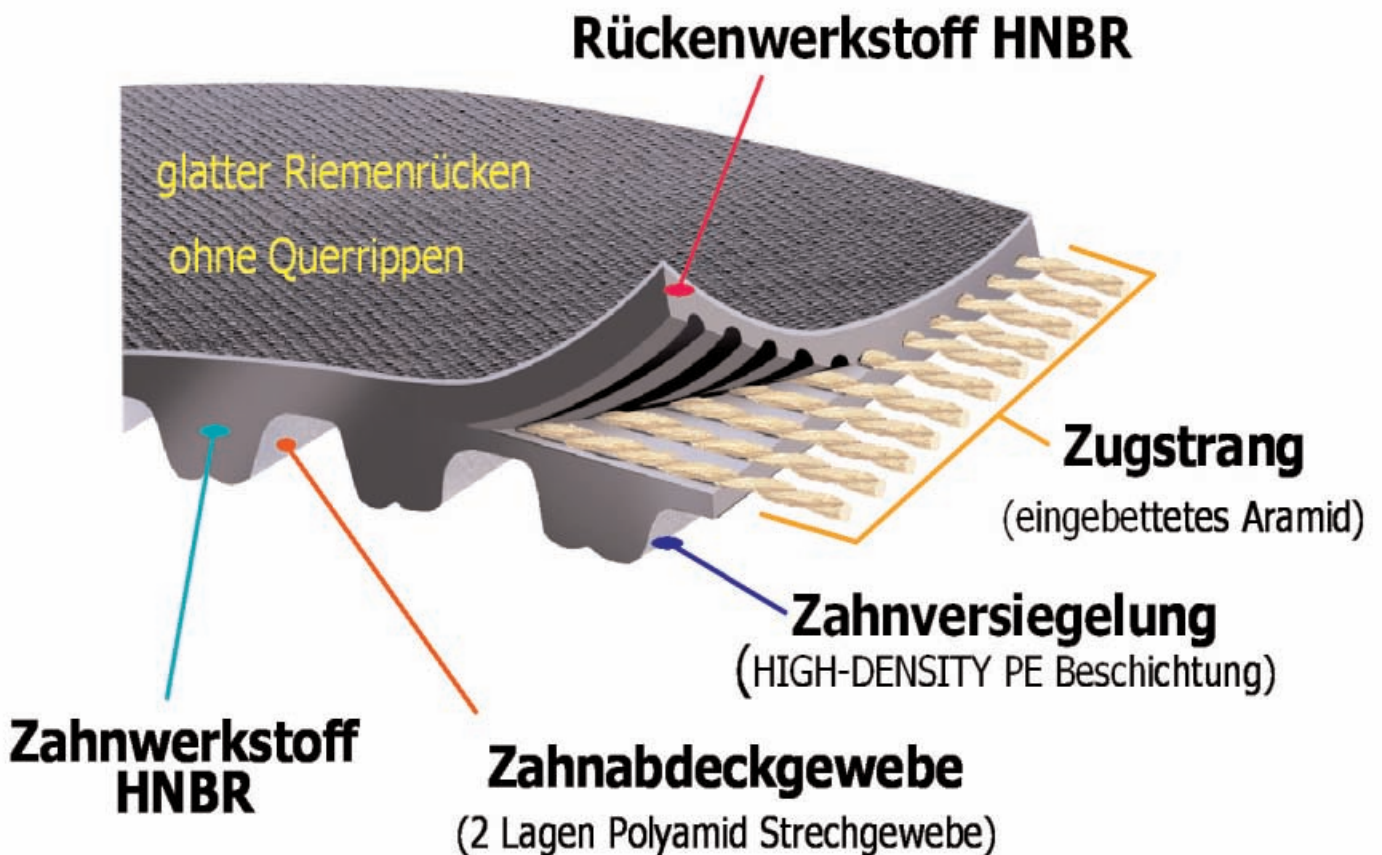 Rückenwerkstoff HNBR
glatter Riemenrücken
ohne Querrippen
Zugstrang
(eingebettetes Aramid)
Zahnversiegelung
(HIGH-DENSITY PE Beschichtung)
Zahnwerkstoff
HNBR
Zahnabdeckgewebe
(2 Lagen Polyamid Strechgewebe)